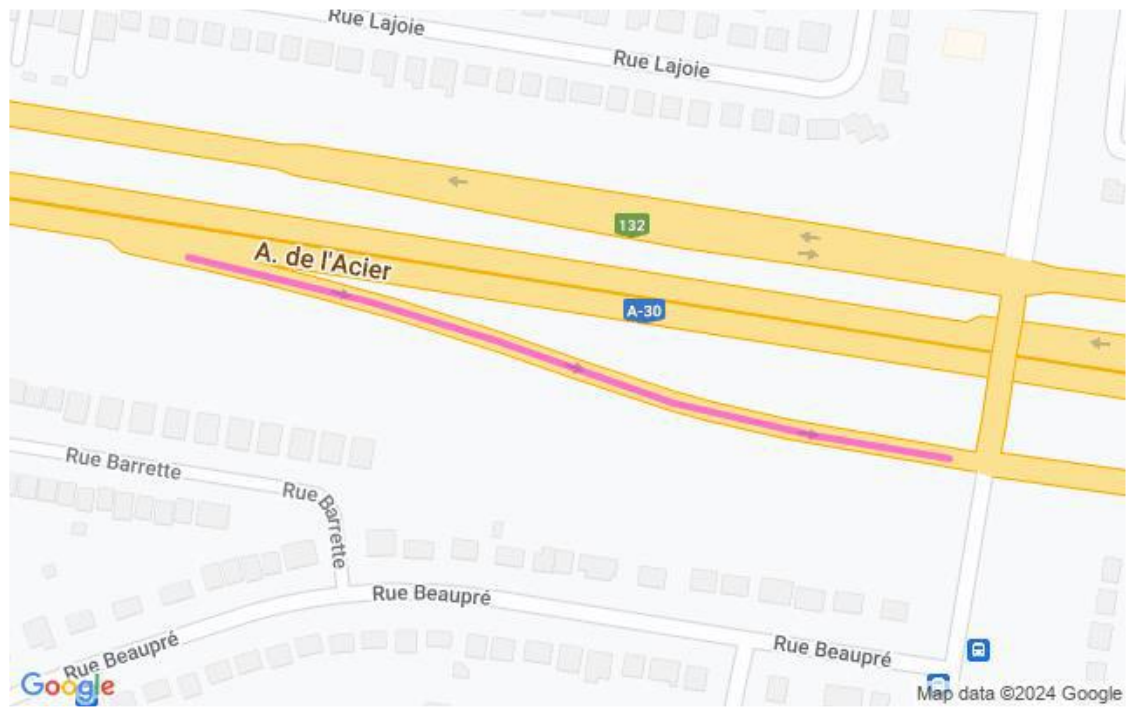 Rue Lajoie
Rue Lajoie
132
A. de l'Acier
A-30
Rue Barrette
Rue Barrette
Rue Beaupré
Rue Beaupré
Rue Beaupré
Google
Map data ©2024 Google